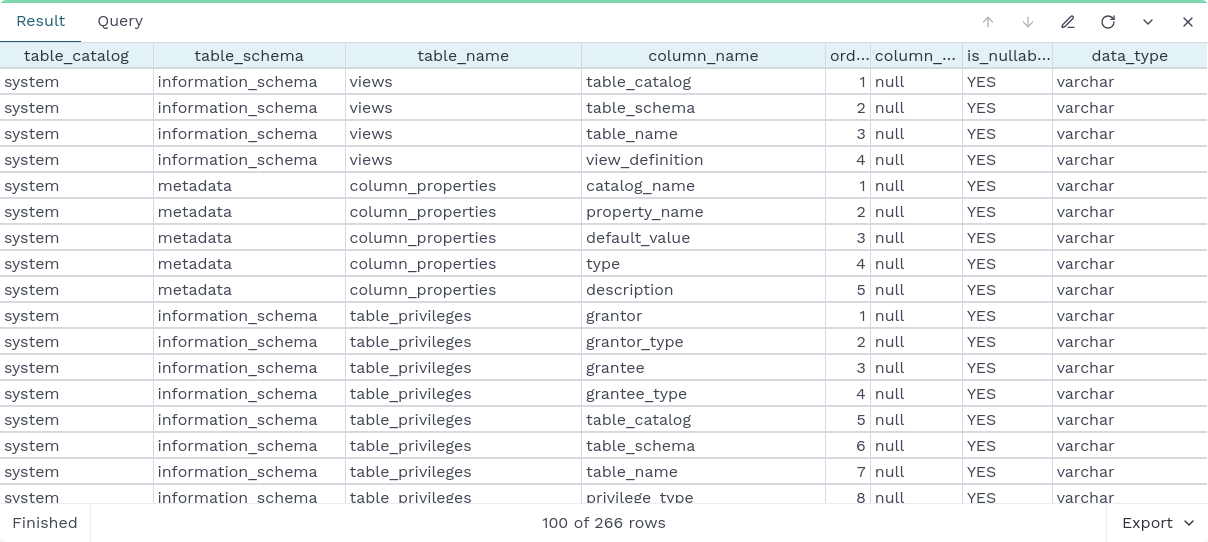 Result Query
table_catalog table_schema table_name column_name ord... column_... is_nullab... data_type
system information_schema views table_catalog 1 null YES varchar
system information_schema views table_schema 2 null YES varchar
system information_schema views table_name 3 null YES varchar
system information_schema views view_definition 4 null YES varchar
system metadata column_properties catalog_name 1 null YES varchar
system metadata column_properties property_name 2 null YES varchar
system metadata column_properties default_value 3 null YES varchar
system metadata column_properties type 4 null YES varchar
system metadata column_properties description 5 null YES varchar
system information_schema table_privileges grantor 1 null YES varchar
system information_schema table_privileges grantor_type 2 null YES varchar
system information_schema table_privileges grantee 3 null YES varchar
system information_schema table_privileges grantee_type 4 null YES varchar
system information_schema table_privileges table_catalog 5 null YES varchar
system information_schema table_privileges table_schema 6 null YES varchar
system information_schema table_privileges table_name 7 null YES varchar
system information_schema table_privileges privilege_type 8 null YES varchar
Finished 100 of 266 rows Export